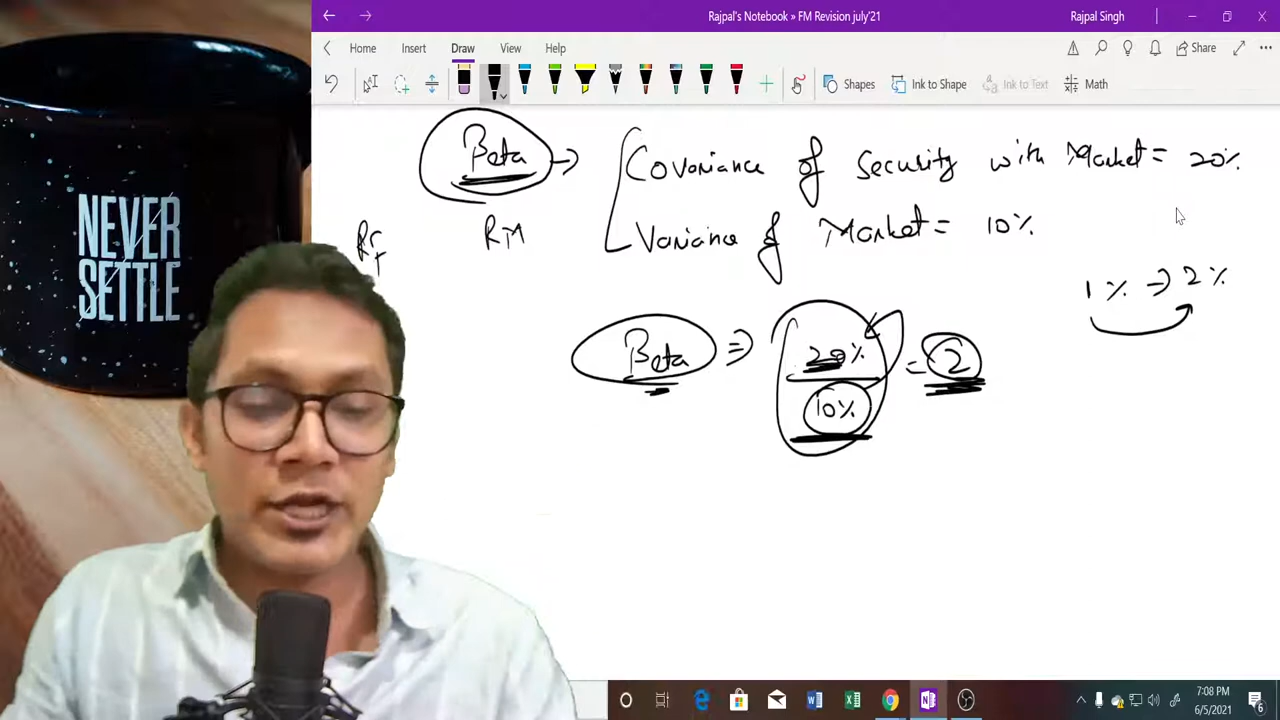 Rajpal's Notebook » FM Revision july'21
Rajpal Singh
Home Insert Draw View Help
Share
Shapes Ink to Shape Ink to Text Math
NEVER
SETTLE
Beta → Covariance of Security with Market = 20%
Rf RM Variance of Market = 10%
1% → 2%
Beta ⇒ 20% = 2
10%
7:08 PM
6/5/2021
6